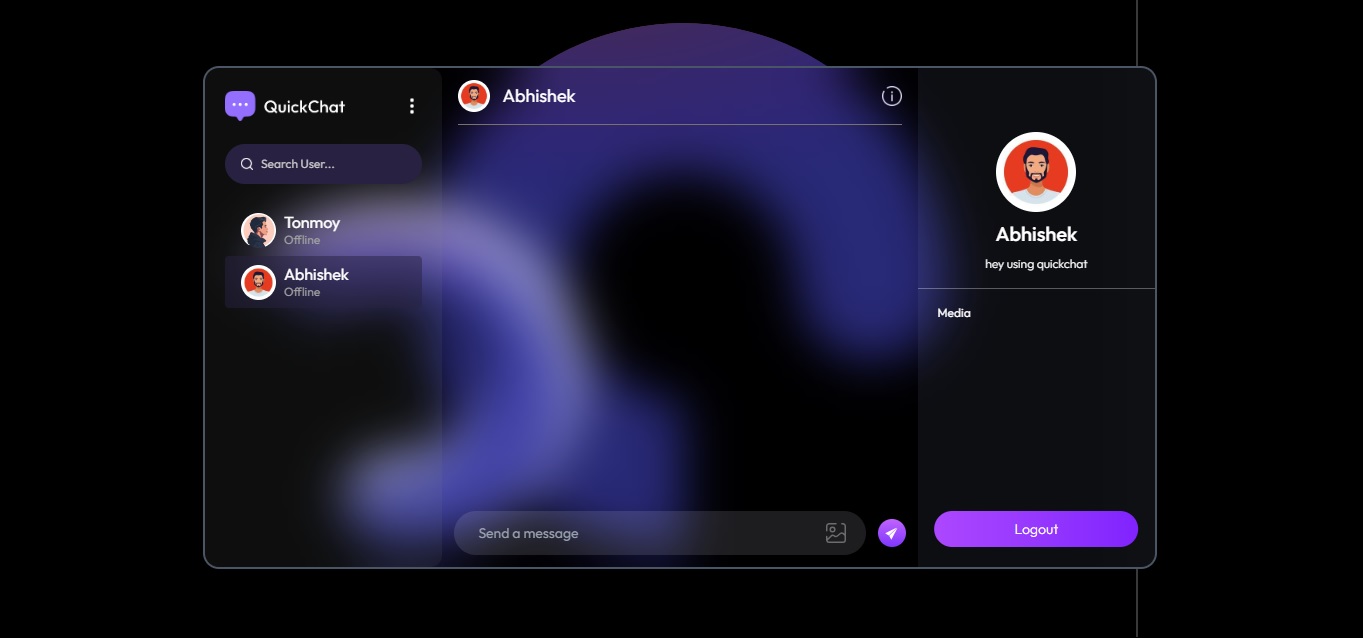 QuickChat
Search User...
Tonmoy
Offline
Abhishek
Offline
Abhishek
Send a message
Abhishek
hey using quickchat
Media
Logout